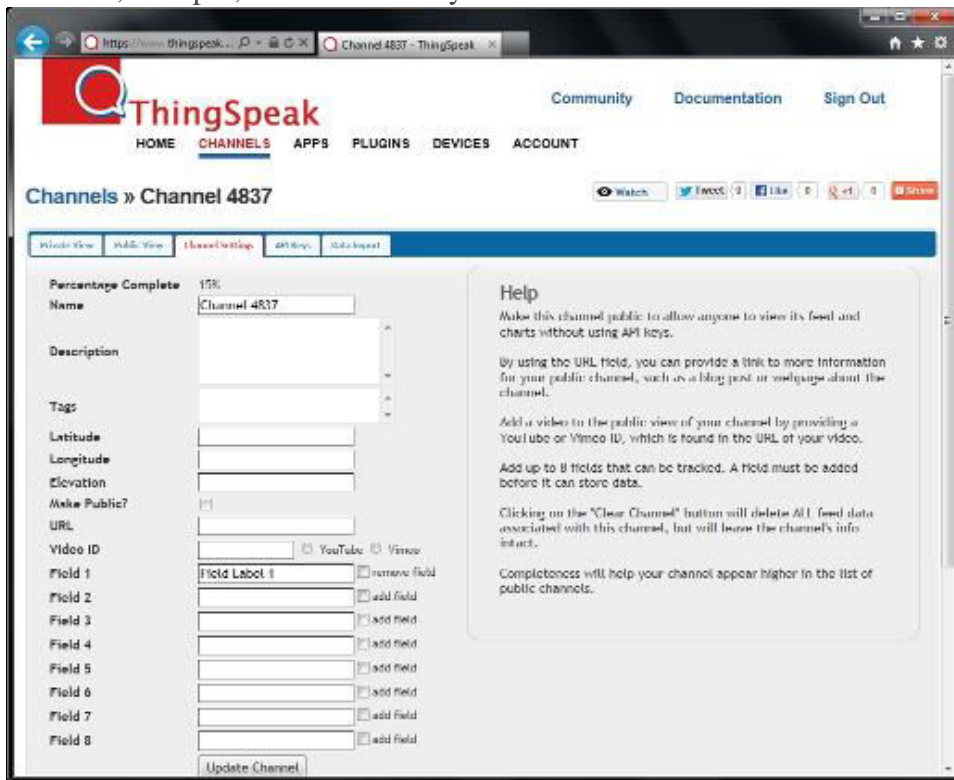 https://www.thingspeak...
Channel 4837 - ThingSpeak
ThingSpeak
Community Documentation Sign Out
HOME CHANNELS APPS PLUGINS DEVICES ACCOUNT
Channels » Channel 4837
Watch Tweet 0 Like 0 +1 0 Share
Private View Public View Channel Settings API Keys Data Import
Percentage Complete 15%
Name Channel 4837
Description
Tags
Latitude
Longitude
Elevation
Make Public?
URL
Video ID YouTube Vimeo
Field 1 Field Label 1 remove field
Field 2 add field
Field 3 add field
Field 4 add field
Field 5 add field
Field 6 add field
Field 7 add field
Field 8 add field
Update Channel
Help
Make this channel public to allow anyone to view its feed and
charts without using API keys.
By using the URL field, you can provide a link to more information
for your public channel, such as a blog post or webpage about the
channel.
Add a video to the public view of your channel by providing a
YouTube or Vimeo ID, which is found in the URL of your video.
Add up to 8 fields that can be tracked. A field must be added
before it can store data.
Clicking on the "Clear Channel" button will delete ALL feed data
associated with this channel, but will leave the channel's info
intact.
Completeness will help your channel appear higher in the list of
public channels.